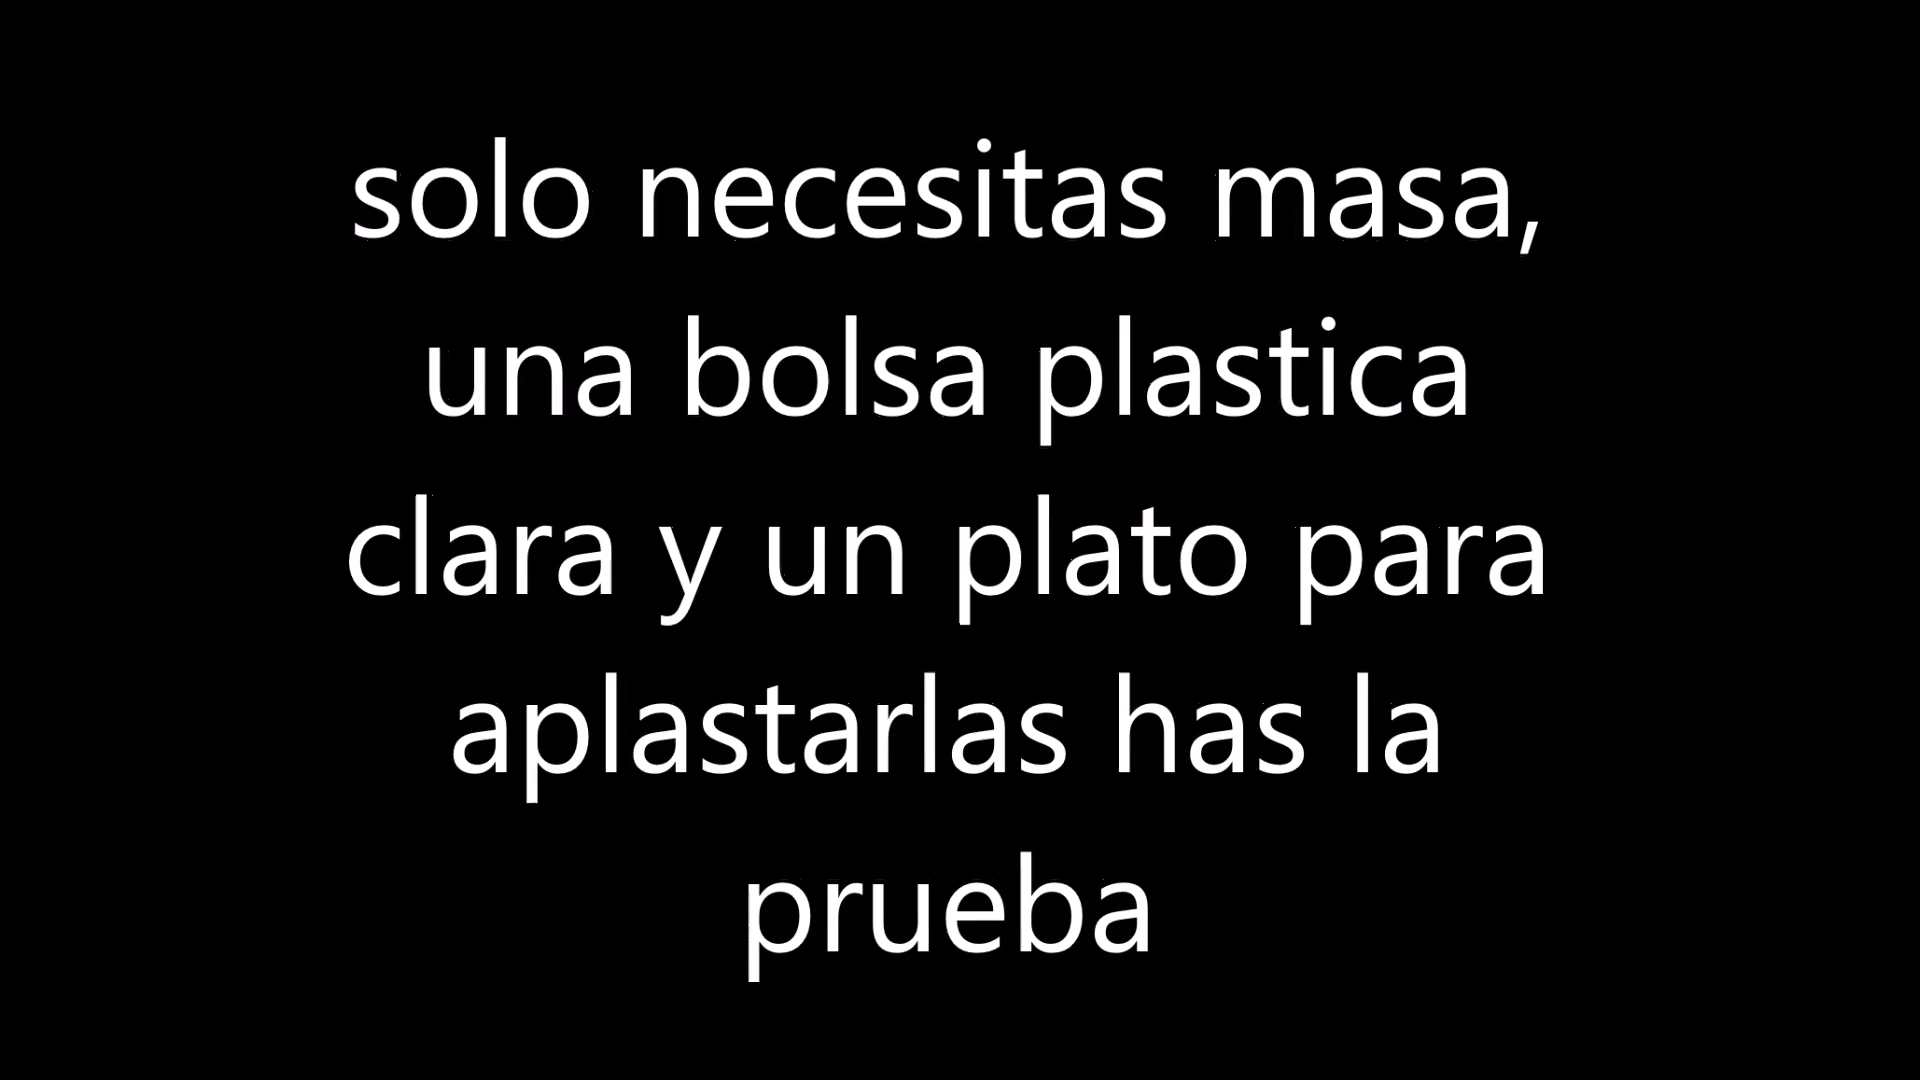 solo necesitas masa,
una bolsa plastica
clara y un plato para
aplastarlas has la
prueba